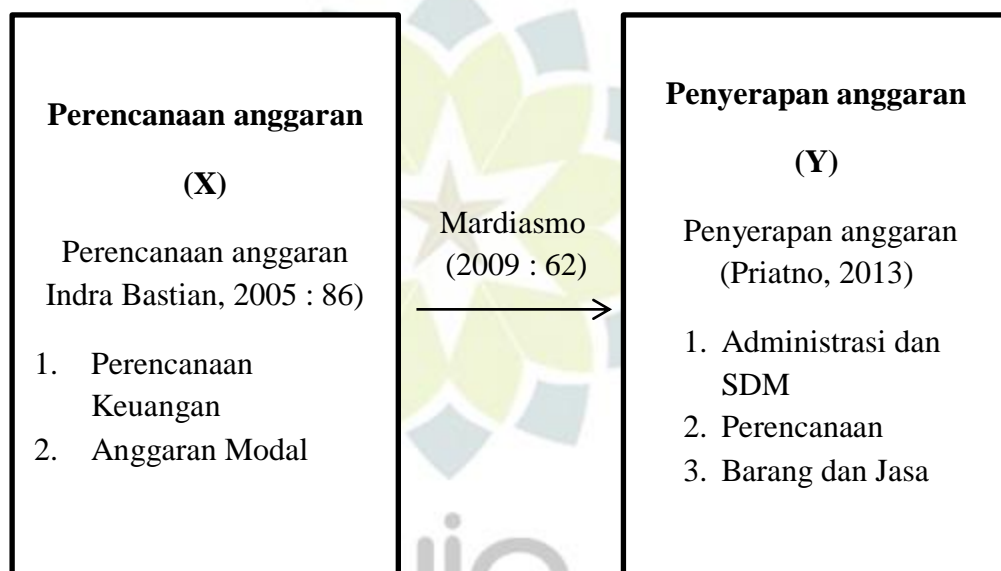 Perencanaan anggaran
(X)
Perencanaan anggaran
Indra Bastian, 2005 : 86)
1. Perencanaan
Keuangan
2. Anggaran Modal
Mardiasmo
(2009 : 62)
Penyerapan anggaran
(Y)
Penyerapan anggaran
(Priatno, 2013)
1. Administrasi dan
SDM
2. Perencanaan
3. Barang dan Jasa